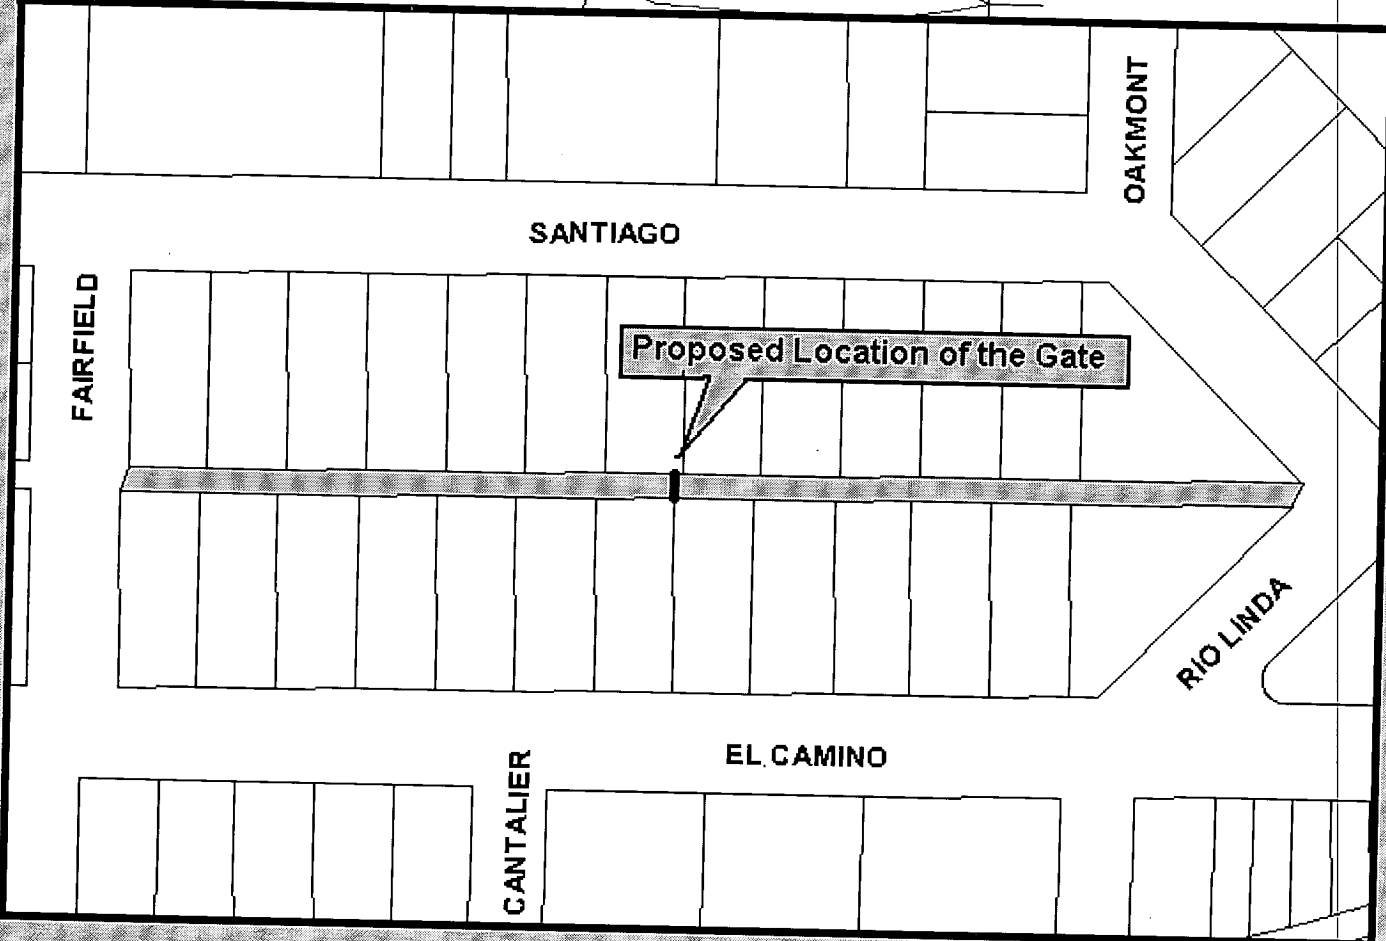 OAKMONT
SANTIAGO
FAIRFIELD
Proposed Location of the Gate
RIO LINDA
EL CAMINO
CANTALIER